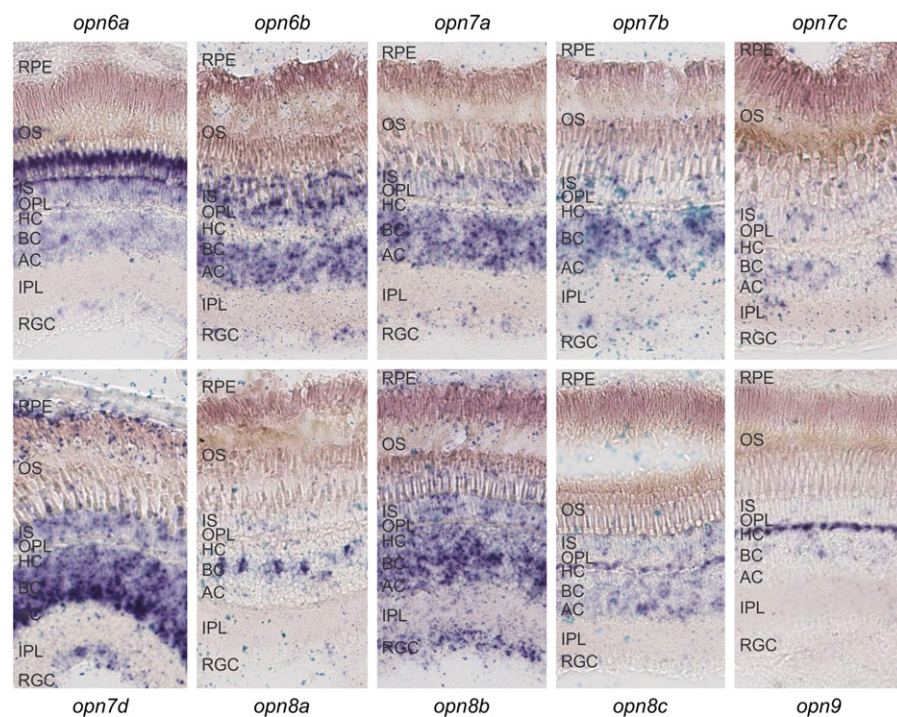 opn6a opn6b opn7a opn7b opn7c
RPE
OS
IS
OPL
HC
BC
AC
IPL
RGC
RPE
OS
IS
OPL
HC
BC
AC
IPL
RGC
RPE
OS
IS
OPL
HC
BC
AC
IPL
RGC
RPE
OS
IS
OPL
HC
BC
AC
IPL
RGC
RPE
OS
IS
OPL
HC
BC
AC
IPL
RGC
RPE
OS
IS
OPL
HC
BC
AC
IPL
RGC
RPE
OS
IS
OPL
HC
BC
AC
IPL
RGC
RPE
OS
IS
OPL
HC
BC
AC
IPL
RGC
RPE
OS
IS
OPL
HC
BC
AC
IPL
RGC
RPE
OS
IS
OPL
HC
BC
AC
IPL
RGC
opn7d opn8a opn8b opn8c opn9